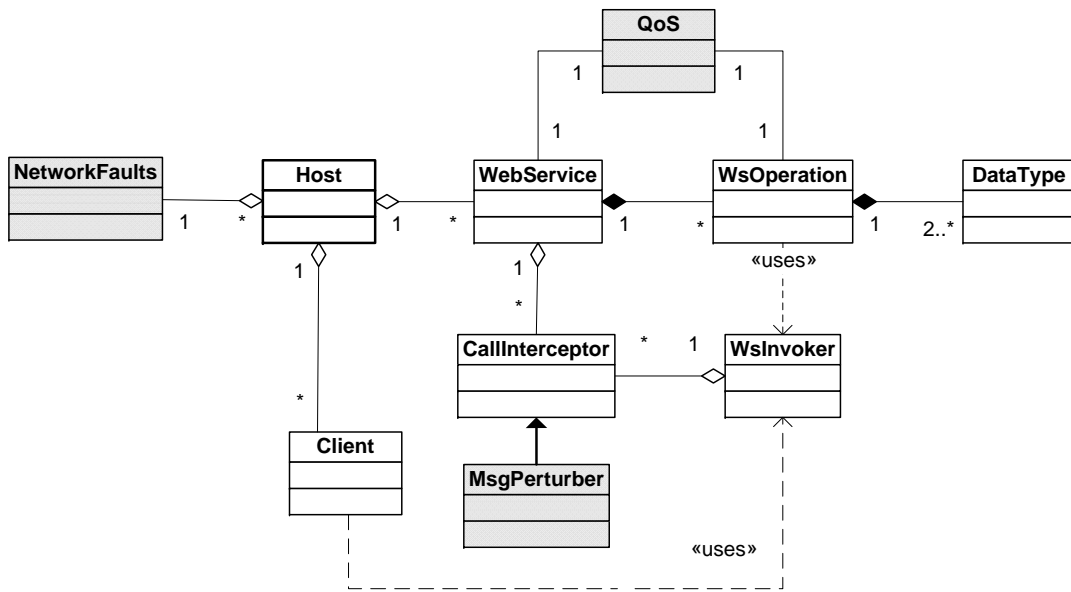 QoS
1
1
1
1
NetworkFaults
Host
WebService
WsOperation
DataType
1
*
1
*
1
*
1
2..*
1
1
«uses»
*
CallInterceptor
*
1
WsInvoker
*
Client
MsgPerturber
«uses»